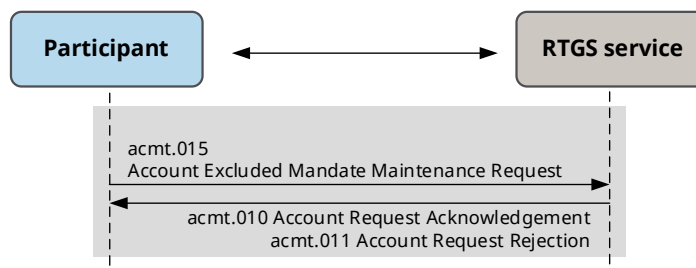 Participant
RTGS service
acmt.015
Account Excluded Mandate Maintenance Request
acmt.010 Account Request Acknowledgement
acmt.011 Account Request Rejection